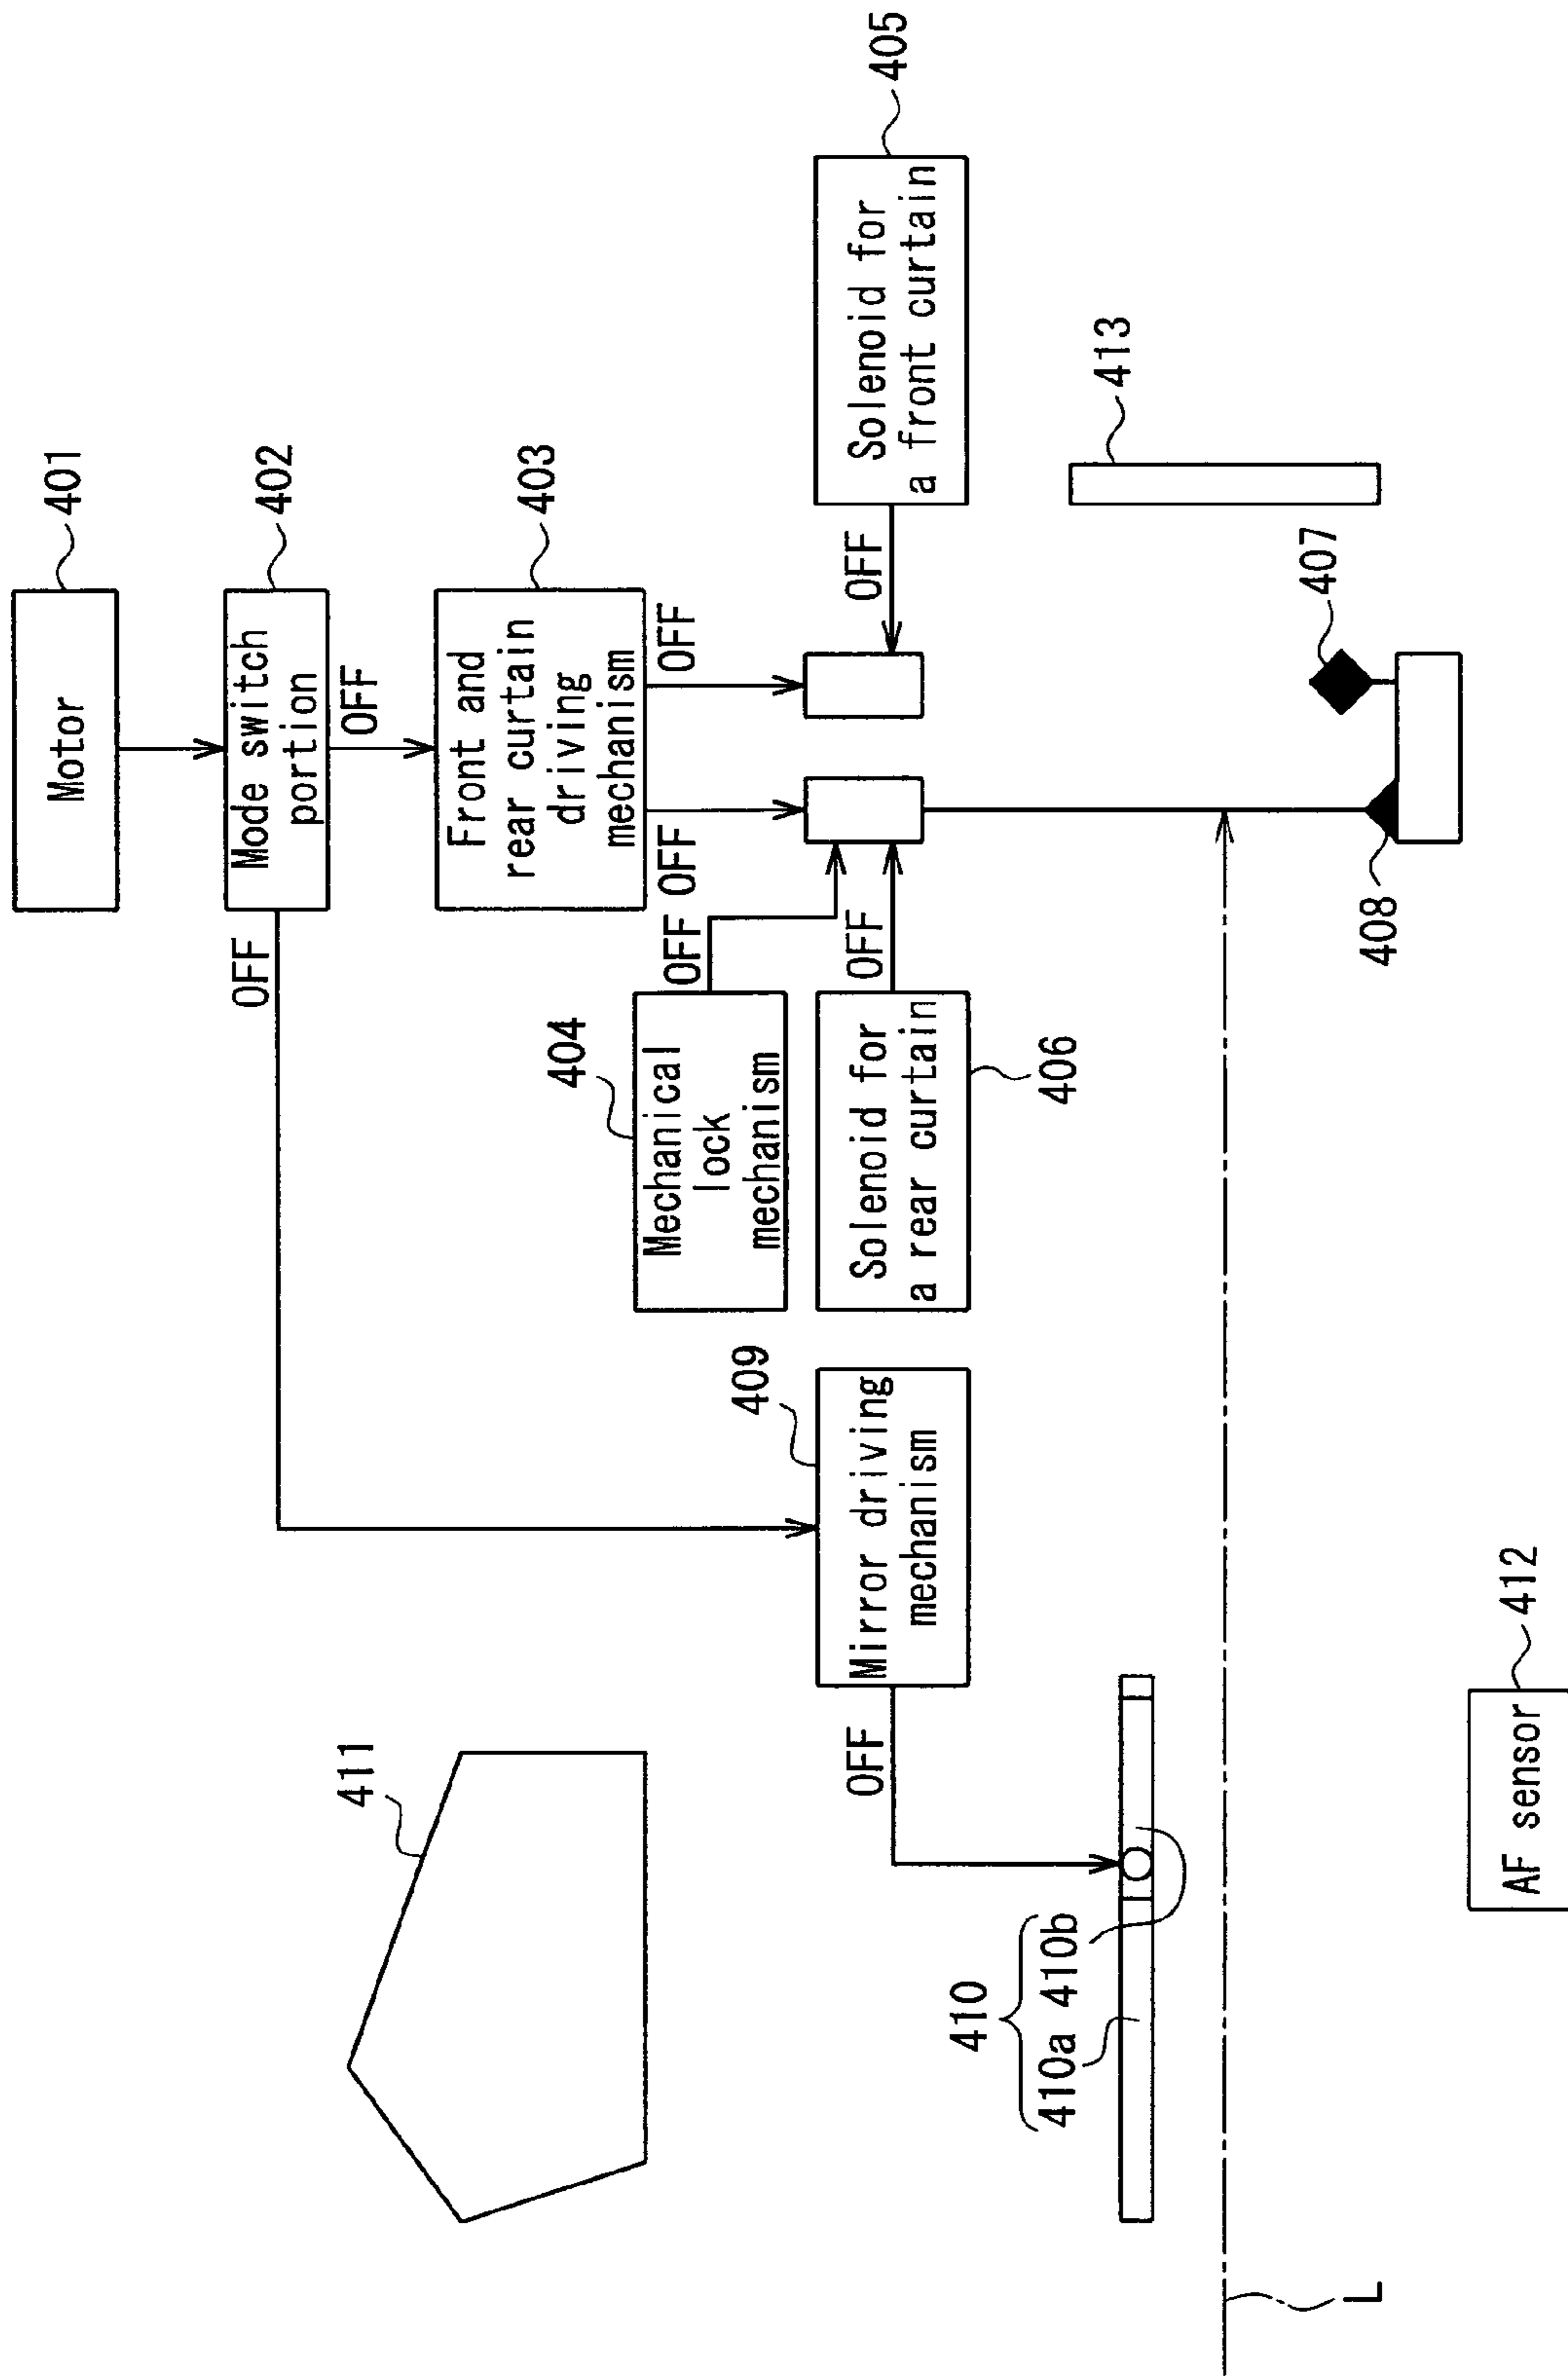 Motor
401
Mode switch
portion
402
OFF
OFF
Front and
rear curtain
driving
mechanism
403
OFF
OFF
Mechanical
lock
mechanism
404
OFF
Solenoid for
a rear curtain
406
OFF
Solenoid for
a front curtain
405
OFF
Mirror driving
mechanism
409
OFF
411
410
410a
410b
413
407
408
AF sensor
412
L